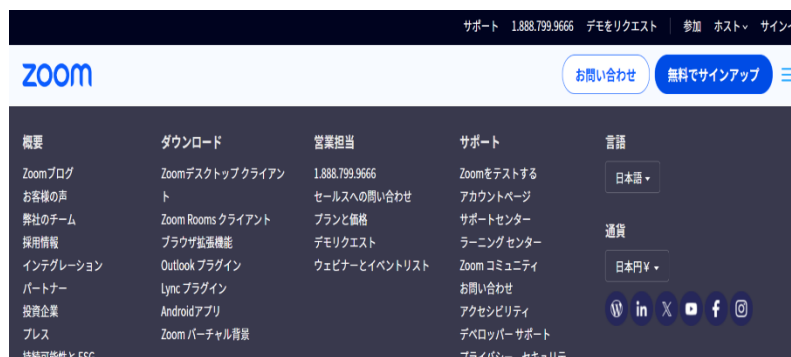 サポート 1.888.799.9666 デモをリクエスト 参加 ホスト
zoom
お問い合わせ 無料でサインアップ
概要
Zoomブログ
お客様の声
弊社のチーム
採用情報
インテグレーション
パートナー
投資企業
プレス
持続可能性と ESG
ダウンロード
Zoomデスクトップ クライアン
ト
Zoom Rooms クライアント
ブラウザ拡張機能
Outlook プラグイン
Lync プラグイン
Androidアプリ
Zoom バーチャル背景
営業担当
1.888.799.9666
セールスへの問い合わせ
プランと価格
デモリクエスト
ウェビナーとイベントリスト
サポート
Zoomをテストする
アカウントページ
サポートセンター
ラーニング センター
Zoom コミュニティ
お問い合わせ
アクセシビリティ
デベロッパー サポート
言語
日本語
通貨
日本円 ¥